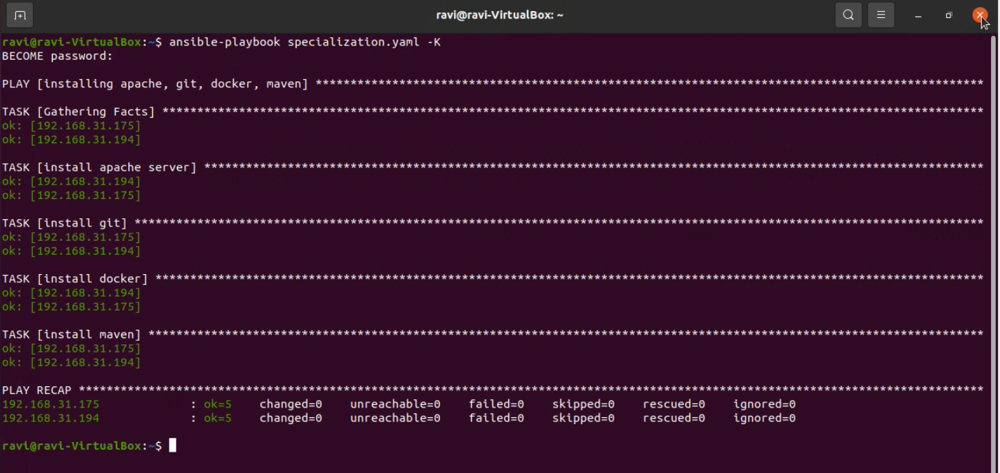 ravi@ravi-VirtualBox: ~
ravi@ravi-VirtualBox:~$ ansible-playbook specialization.yaml -K
BECOME password:
PLAY [installing apache, git, docker, maven] *************************************************************************************************
TASK [Gathering Facts] ***********************************************************************************************************************
ok: [192.168.31.175]
ok: [192.168.31.194]
TASK [install apache server] *****************************************************************************************************************
ok: [192.168.31.194]
ok: [192.168.31.175]
TASK [install git] ***************************************************************************************************************************
ok: [192.168.31.175]
ok: [192.168.31.194]
TASK [install docker] ************************************************************************************************************************
ok: [192.168.31.194]
ok: [192.168.31.175]
TASK [install maven] *************************************************************************************************************************
ok: [192.168.31.175]
ok: [192.168.31.194]
PLAY RECAP ***********************************************************************************************************************************
192.168.31.175             : ok=5    changed=0    unreachable=0    failed=0    skipped=0    rescued=0    ignored=0
192.168.31.194             : ok=5    changed=0    unreachable=0    failed=0    skipped=0    rescued=0    ignored=0
ravi@ravi-VirtualBox:~$